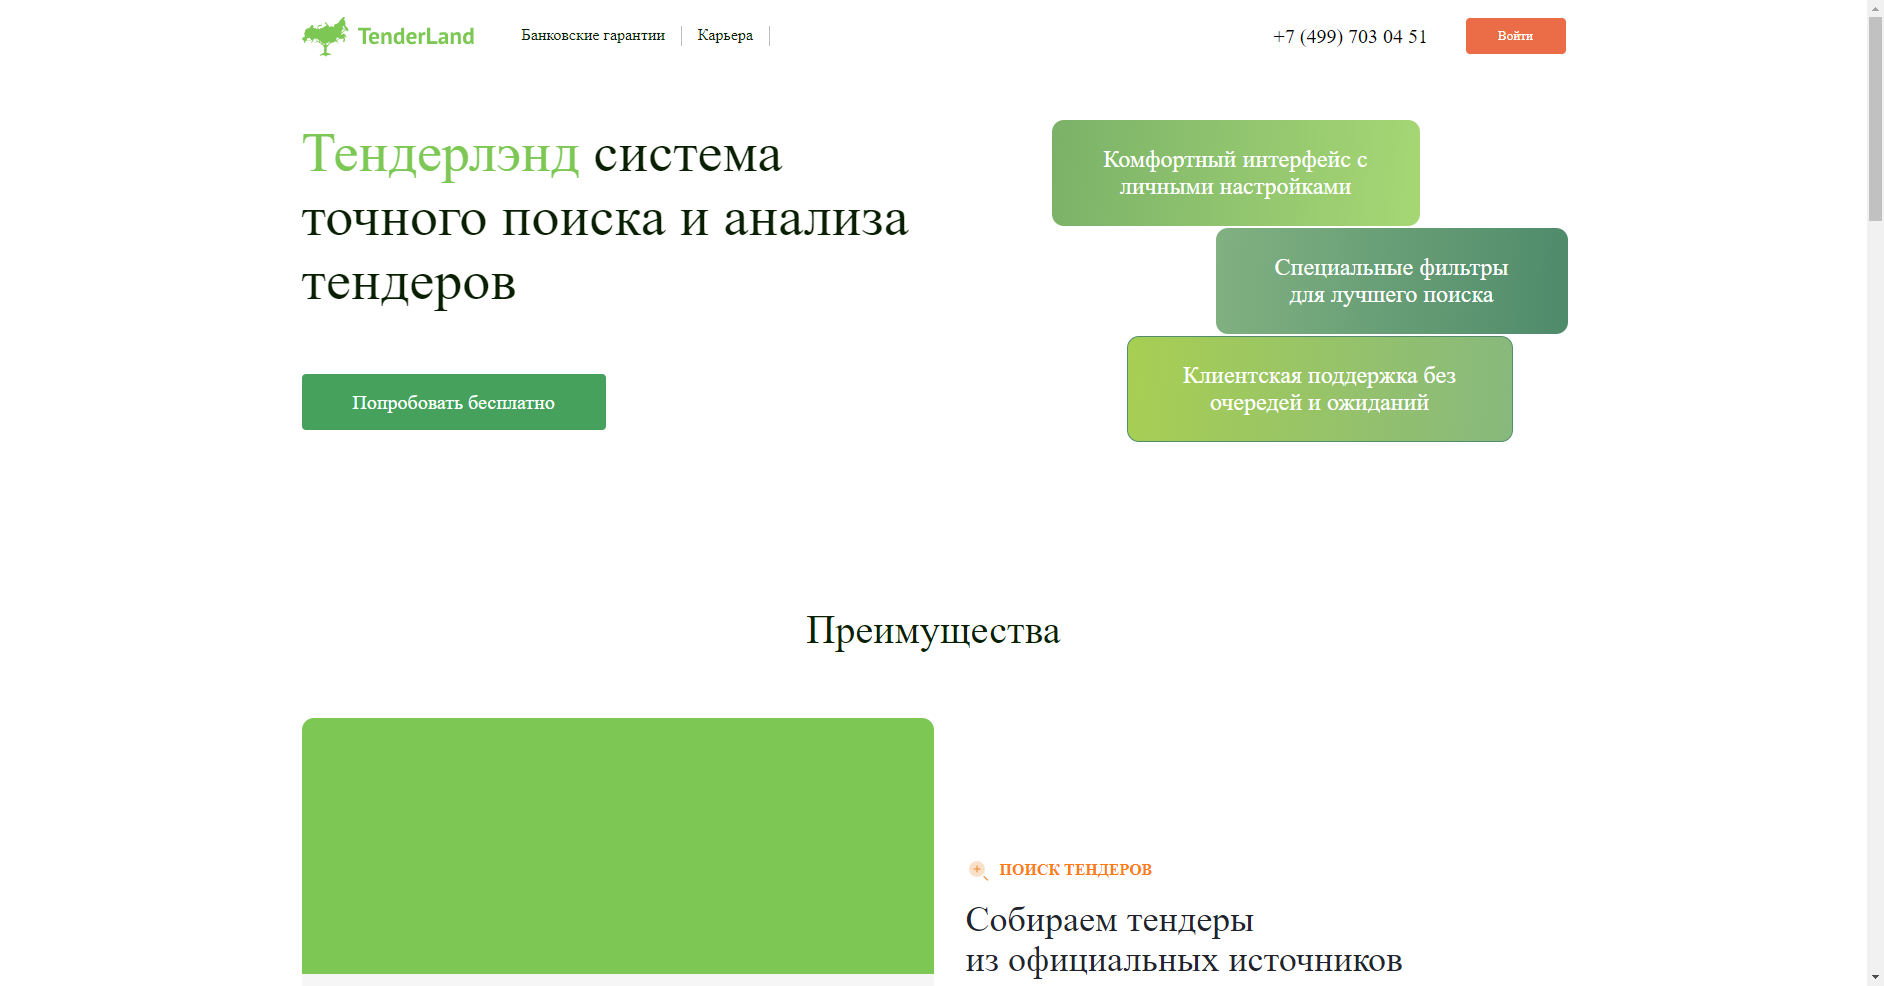 TenderLand
Банковские гарантии
Карьера
+7 (499) 703 04 51
Войти
Тендерлэнд система
точного поиска и анализа
тендеров
Попробовать бесплатно
Комфортный интерфейс с
личными настройками
Специальные фильтры
для лучшего поиска
Клиентская поддержка без
очередей и ожиданий
Преимущества
ПОИСК ТЕНДЕРОВ
Собираем тендеры
из официальных источников